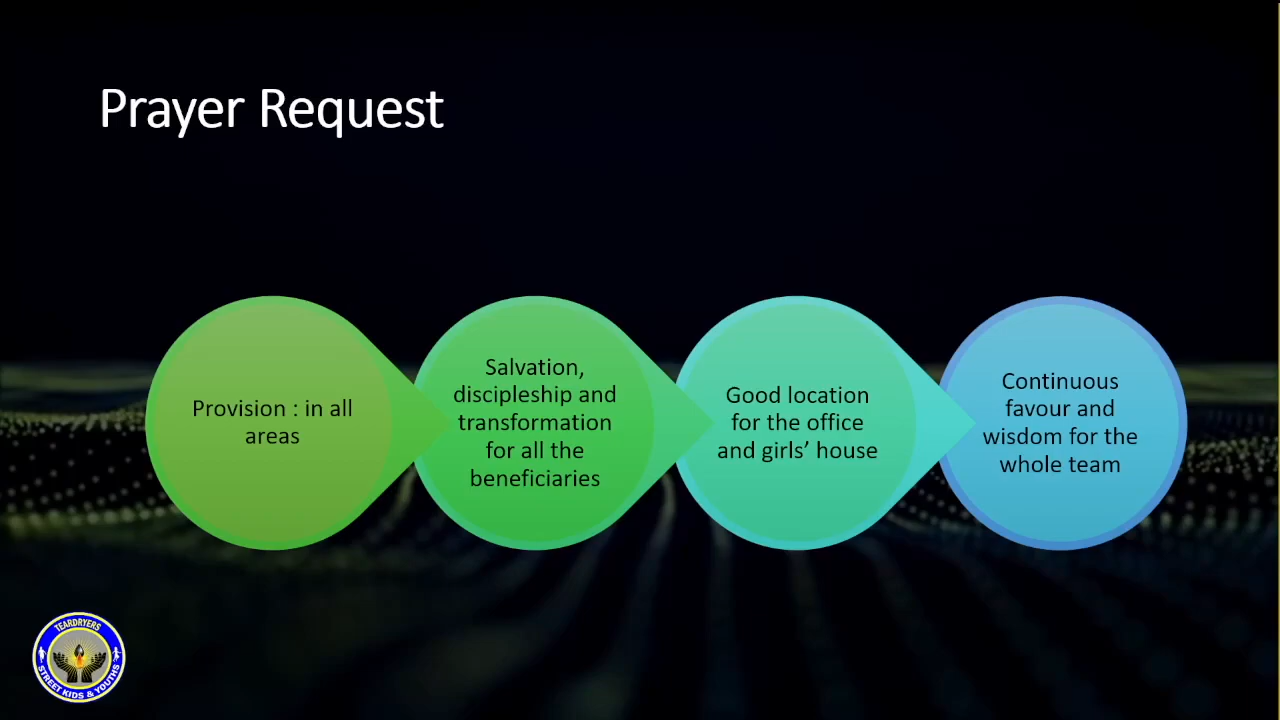 Prayer Request
Provision : in all
areas
Salvation,
discipleship and
transformation
for all the
beneficiaries
Good location
for the office
and girls’ house
Continuous
favour and
wisdom for the
whole team
TEARDRYERS
STREET KIDS & YOUTHS